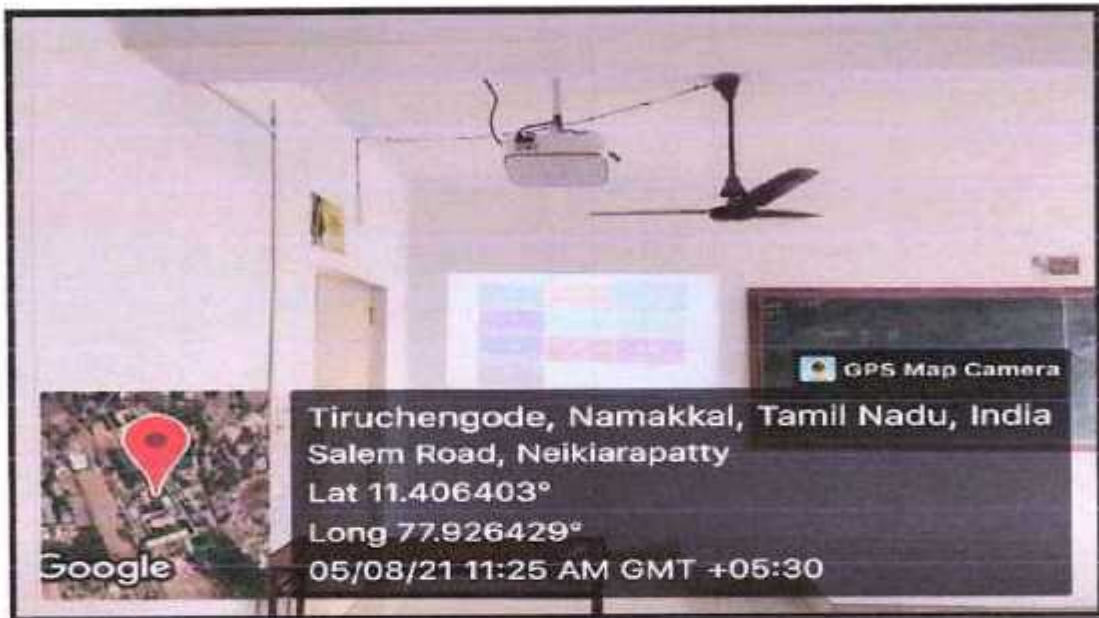 GPS Map Camera
Tiruchengode, Namakkal, Tamil Nadu, India
Salem Road, Neikiarapatty
Lat 11.406403°
Long 77.926429°
05/08/21 11:25 AM GMT +05:30
Google